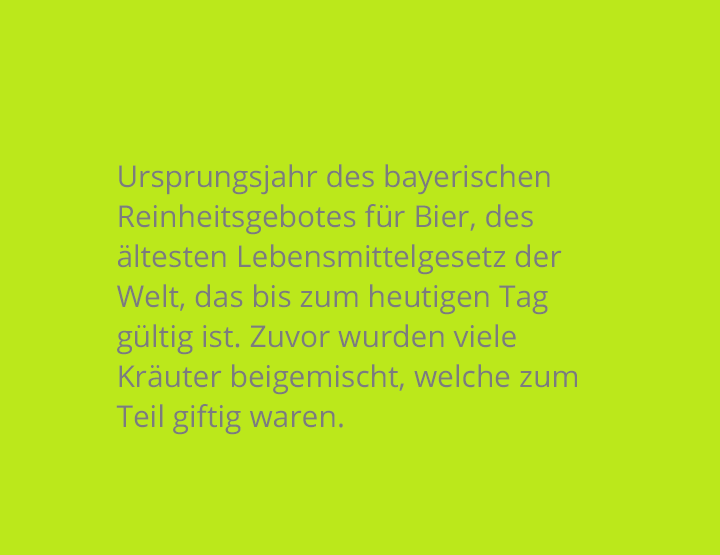 Ursprungsjahr des bayerischen
Reinheitsgebotes für Bier, des
ältesten Lebensmittelgesetz der
Welt, das bis zum heutigen Tag
gültig ist. Zuvor wurden viele
Kräuter beigemischt, welche zum
Teil giftig waren.